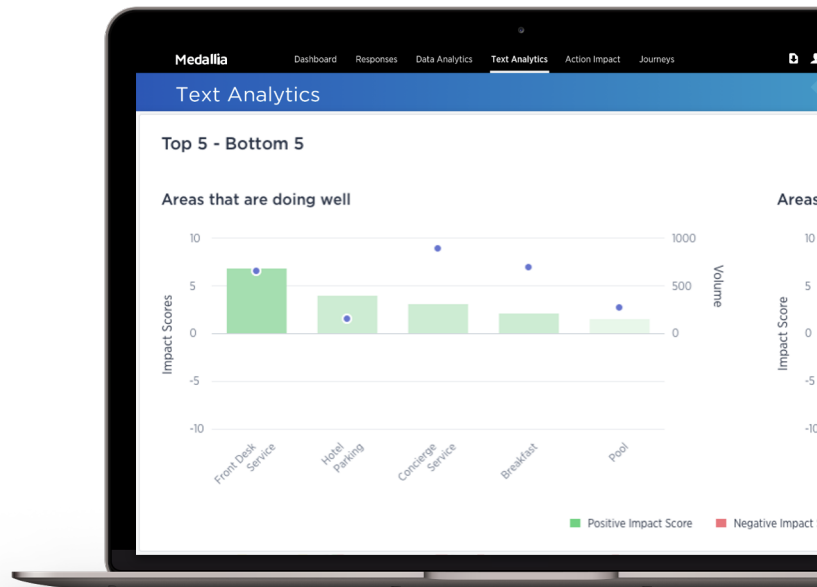 Medallia
Dashboard Responses Data Analytics Text Analytics Action Impact Journeys
Text Analytics
Top 5 - Bottom 5
Areas that are doing well
Areas
10
5
0
-5
-10
Impact Scores
1000
500
0
Volume
10
5
0
-5
-10
Impact Score
Front Desk
Service
Hotel
Parking
Concierge
Service
Breakfast
Pool
Positive Impact Score
Negative Impact